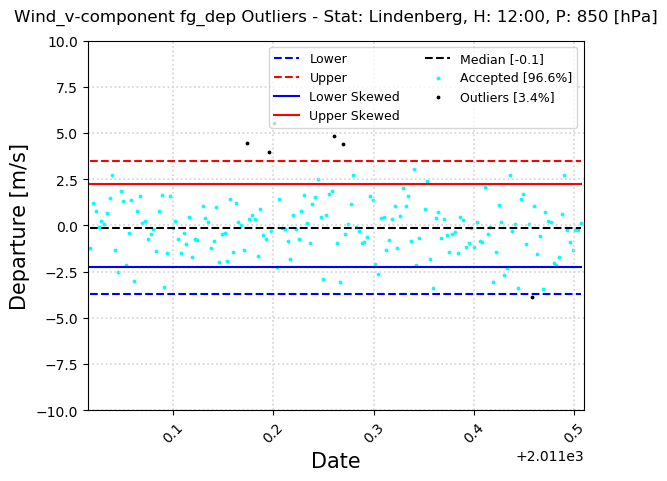 Wind_v-component fg_dep Outliers - Stat: Lindenberg, H: 12:00, P: 850 [hPa]
Departure [m/s]
10.0
7.5
5.0
2.5
0.0
−2.5
−5.0
−7.5
−10.0
Lower
Upper
Lower Skewed
Upper Skewed
Median [-0.1]
Accepted [96.6%]
Outliers [3.4%]
0.1
0.2
0.3
0.4
0.5
+2.011e3
Date